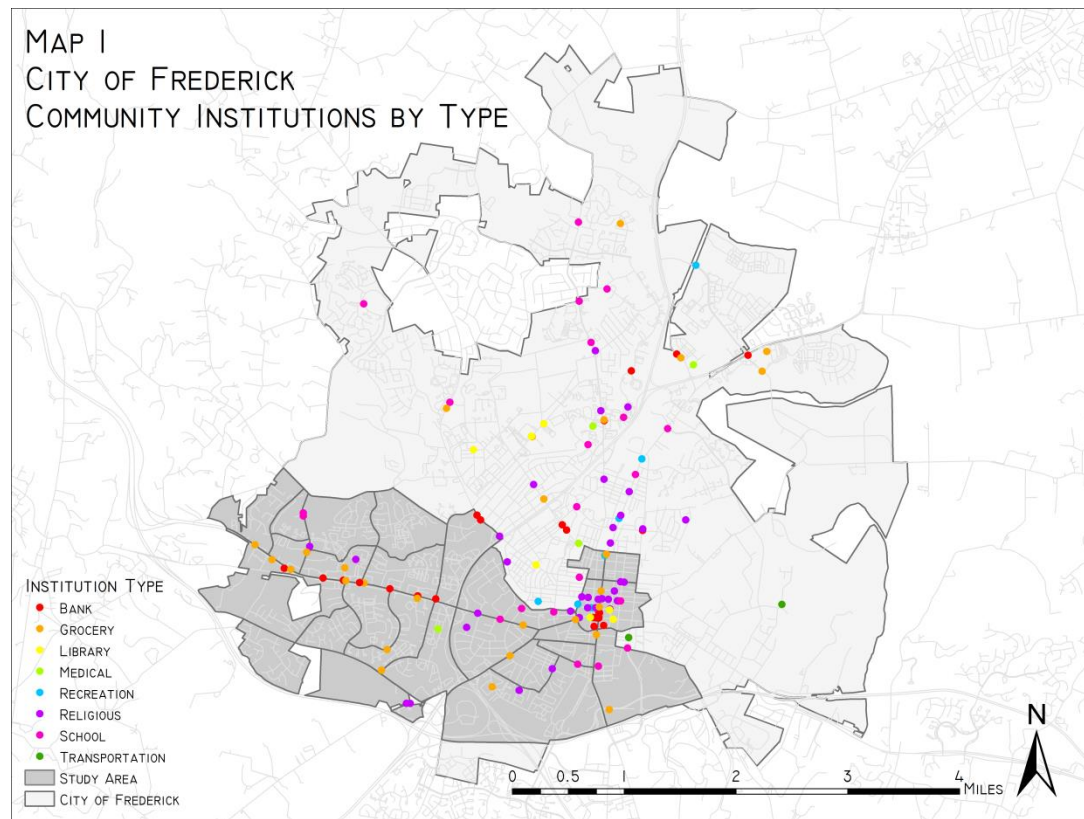 MAP I
CITY OF FREDERICK
COMMUNITY INSTITUTIONS BY TYPE
INSTITUTION TYPE
BANK
GROCERY
LIBRARY
MEDICAL
RECREATION
RELIGIOUS
SCHOOL
TRANSPORTATION
STUDY AREA
CITY OF FREDERICK
N
0 0.5 1 2 3 4
MILES